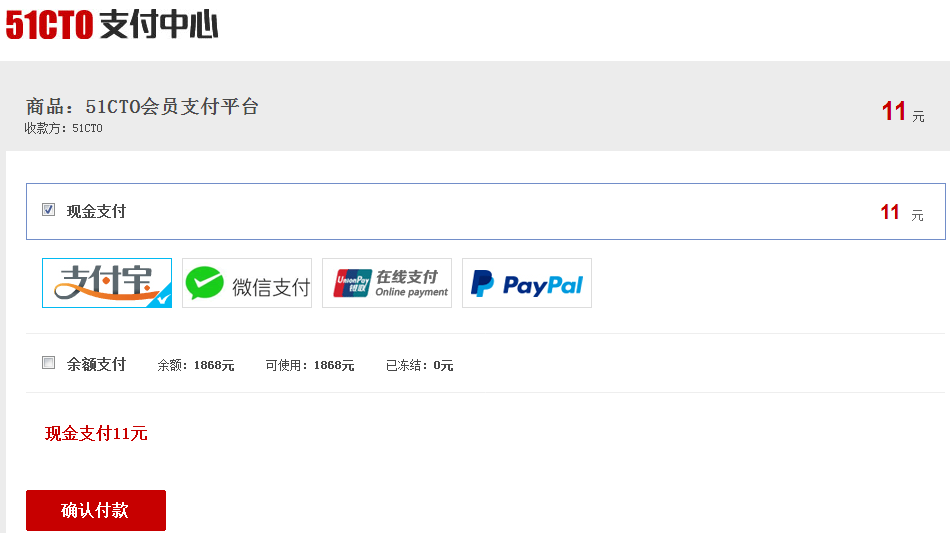 51CTO 支付中心
商品：51CTO会员支付平台
11 元
收款方：51CTO
现金支付 11 元
支付宝 微信支付 UnionPay 银联 在线支付 Online payment PayPal
余额支付 余额：1868元 可使用：1868元 已冻结：0元
现金支付11元
确认付款